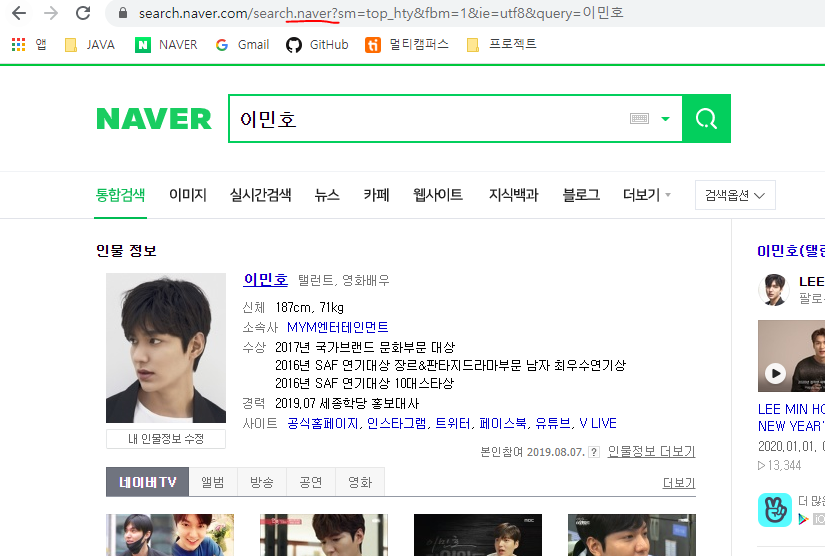 search.naver.com/search.naver?sm=top_hty&fbm=1&ie=utf8&query=이민호
앱 JAVA NAVER Gmail GitHub 멀티캠퍼스 프로젝트
NAVER 이민호
통합검색 이미지 실시간검색 뉴스 카페 웹사이트 지식백과 블로그 더보기 검색옵션
인물 정보
이민호 탤런트, 영화배우
신체 187cm, 71kg
소속사 MYM엔터테인먼트
수상 2017년 국가브랜드 문화부문 대상
2016년 SAF 연기대상 장르&판타지드라마부문 남자 최우수연기상
2016년 SAF 연기대상 10대스타상
경력 2019.07 세종학당 홍보대사
사이트 공식홈페이지, 인스타그램, 트위터, 페이스북, 유튜브, V LIVE
내 인물정보 수정
본인참여 2019.08.07. ? 인물정보 더보기
네이버TV 앨범 방송 공연 영화 더보기
MBC
이민호(탤런
LEE
팔로
LEE MIN HO
NEW YEAR'
2020.01.01.
13,344
더 많은